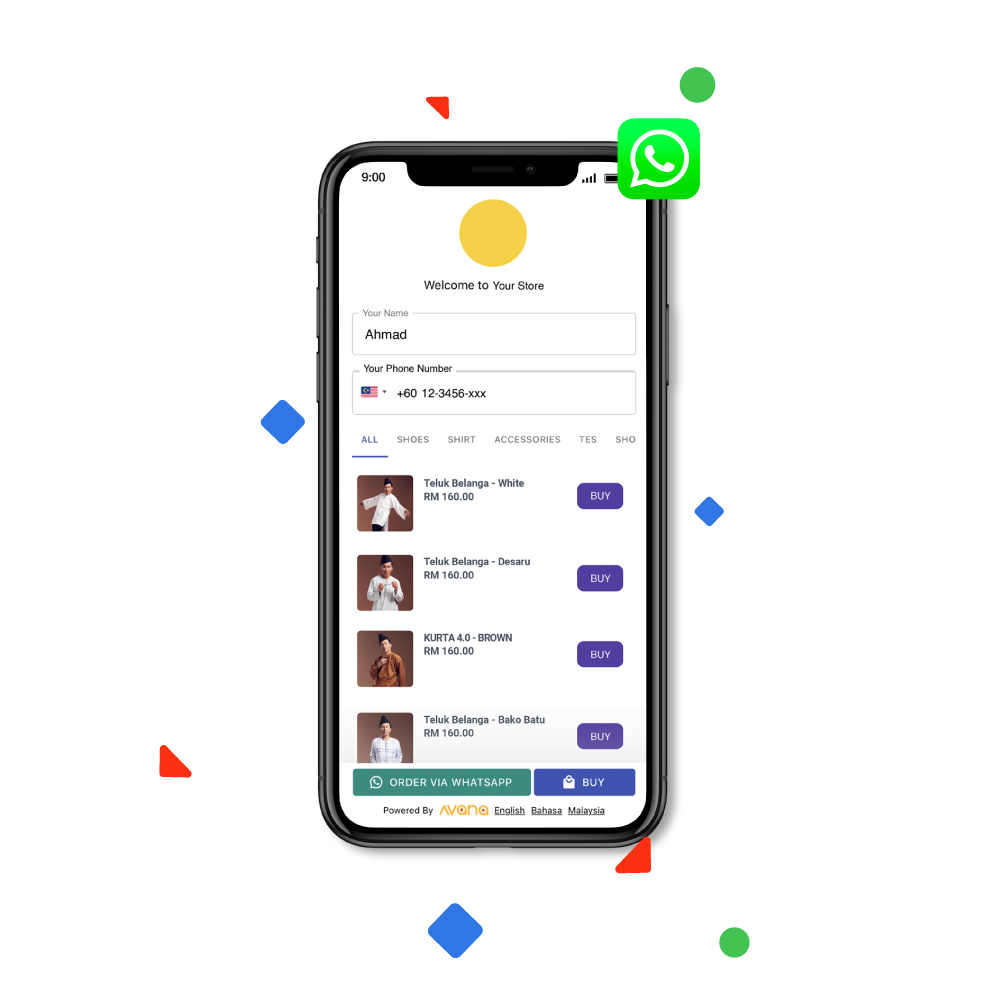 9:00
Welcome to Your Store
Your Name
Ahmad
Your Phone Number
+60 12-3456-xxx
ALL SHOES SHIRT ACCESSORIES TES SHO
Teluk Belanga - White
RM 160.00
BUY
Teluk Belanga - Desaru
RM 160.00
BUY
KURTA 4.0 - BROWN
RM 160.00
BUY
Teluk Belanga - Bako Batu
RM 160.00
BUY
ORDER VIA WHATSAPP BUY
Powered By AVANA English Bahasa Malaysia